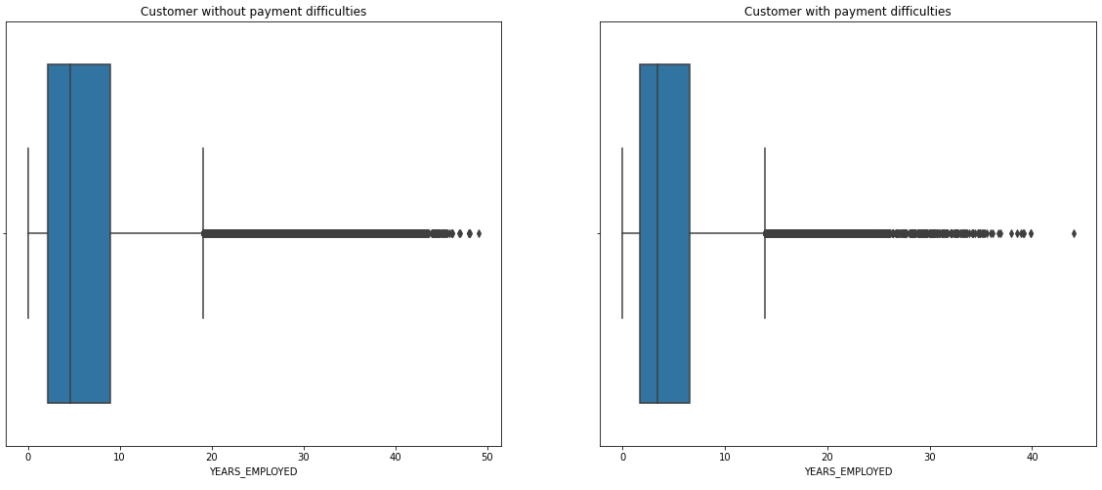 Customer without payment difficulties
0 10 20 30 40 50
YEARS_EMPLOYED
Customer with payment difficulties
0 10 20 30 40
YEARS_EMPLOYED